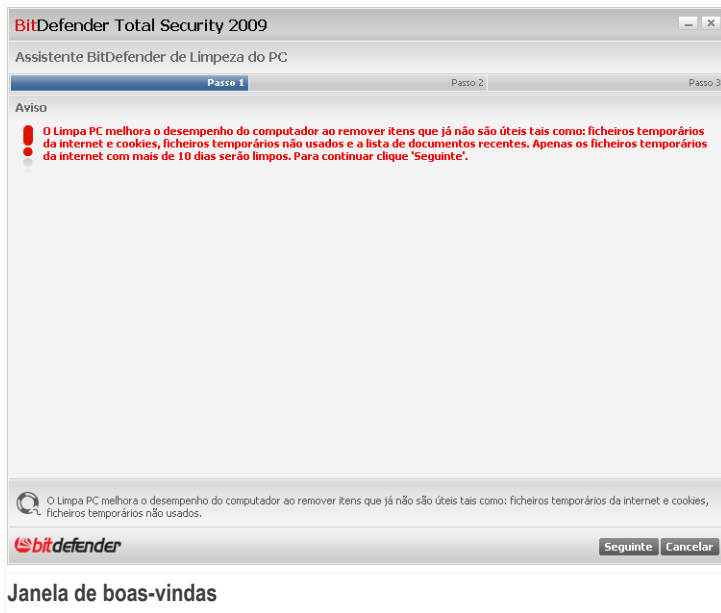 BitDefender Total Security 2009
Assistente BitDefender de Limpeza do PC
Passo 1
Passo 2
Passo 3
Aviso
O Limpa PC melhora o desempenho do computador ao remover itens que já não são úteis tais como: ficheiros temporários
da internet e cookies, ficheiros temporários não usados e a lista de documentos recentes. Apenas os ficheiros temporários
da internet com mais de 10 dias serão limpos. Para continuar clique 'Seguinte'.
O Limpa PC melhora o desempenho do computador ao remover itens que já não são úteis tais como: ficheiros temporários da internet e cookies,
ficheiros temporários não usados.
bitdefender
Seguinte
Cancelar
Janela de boas-vindas